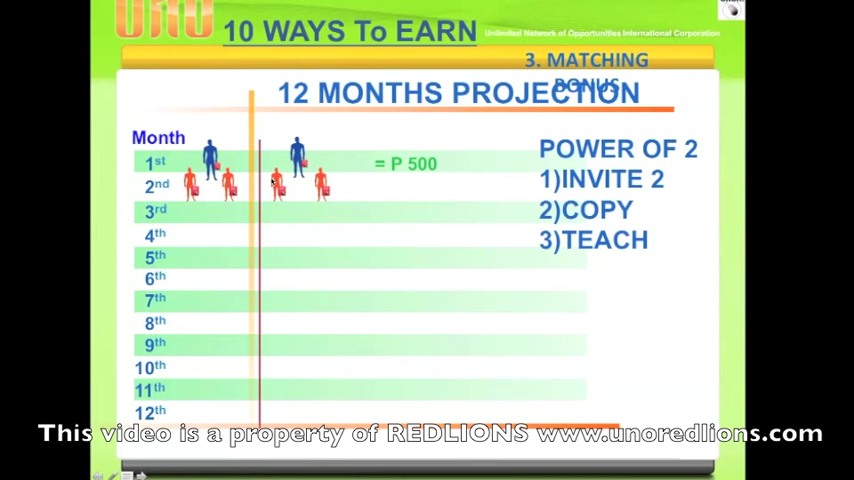 UNO
10 WAYS To EARN
Unlimited Network of Opportunities International Corporation
3. MATCHING
BONUS
12 MONTHS PROJECTION
Month
1st
= P 500
2nd
3rd
4th
5th
6th
7th
8th
9th
10th
11th
12th
POWER OF 2
1)INVITE 2
2)COPY
3)TEACH
This video is a property of REDLIONS www.unoredlions.com